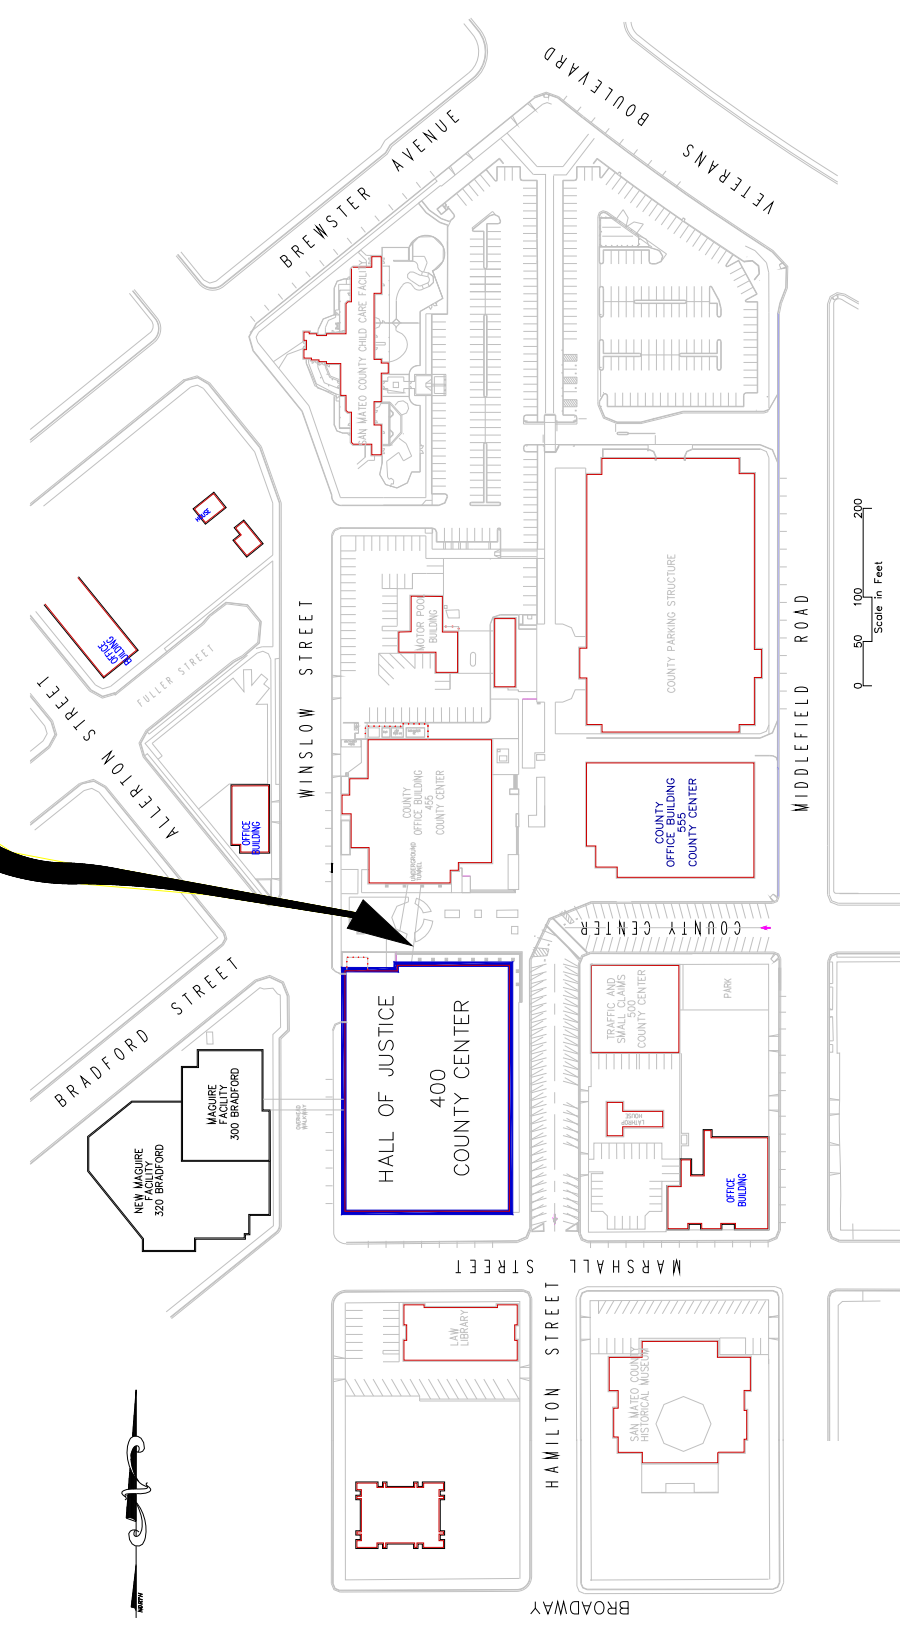 BOULEVARD
VETERANS
BREWSTER AVENUE
SAN MATEO COUNTY CHILD CARE FACILITY
HOUSE
OFFICE
BUILDING
FULLER STREET
ALLERTON STREET
WINSLOW STREET
MOTOR POOL
BUILDING
COUNTY PARKING STRUCTURE
MIDDLEFIELD ROAD
0 50 100 200
Scale in Feet
OFFICE
BUILDING
COUNTY
OFFICE BUILDING
455
COUNTY CENTER
UNDERGROUND
TUNNEL
COUNTY
OFFICE BUILDING
555
COUNTY CENTER
COUNTY CENTER
BRADFORD STREET
HALL OF JUSTICE
400
COUNTY CENTER
TRAFFIC AND
SMALL CLAIMS
500
COUNTY CENTER
PARK
MAGUIRE
FACILITY
300 BRADFORD
NEW MAGUIRE
FACILITY
320 BRADFORD
OVERHEAD
WALKWAY
LATHROP
HOUSE
OFFICE
BUILDING
MARSHALL STREET
HAMILTON STREET
LAW
LIBRARY
SAN MATEO COUNTY
HISTORICAL MUSEUM
NORTH
BROADWAY